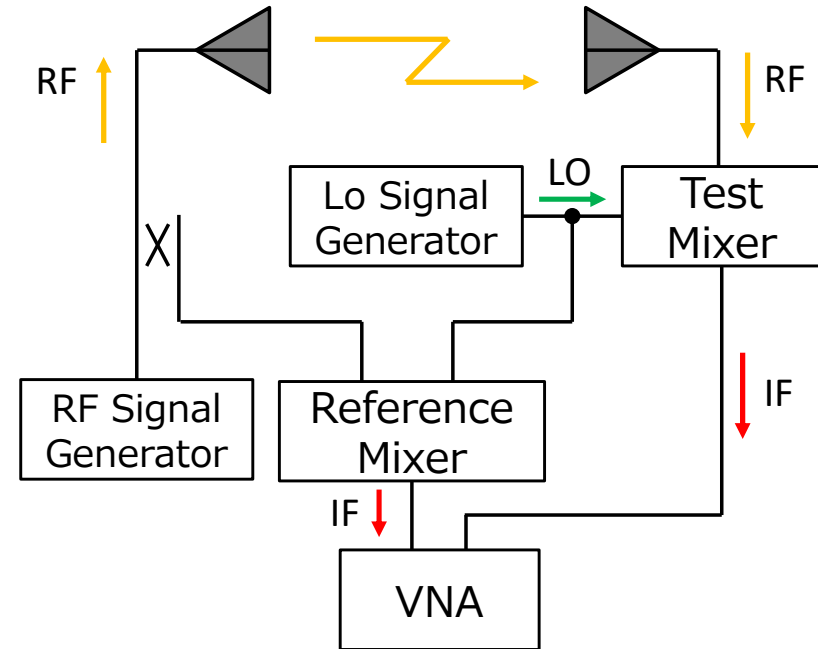 RF
RF
LO
Lo Signal
Generator
Test
Mixer
RF Signal
Generator
Reference
Mixer
IF
IF
VNA